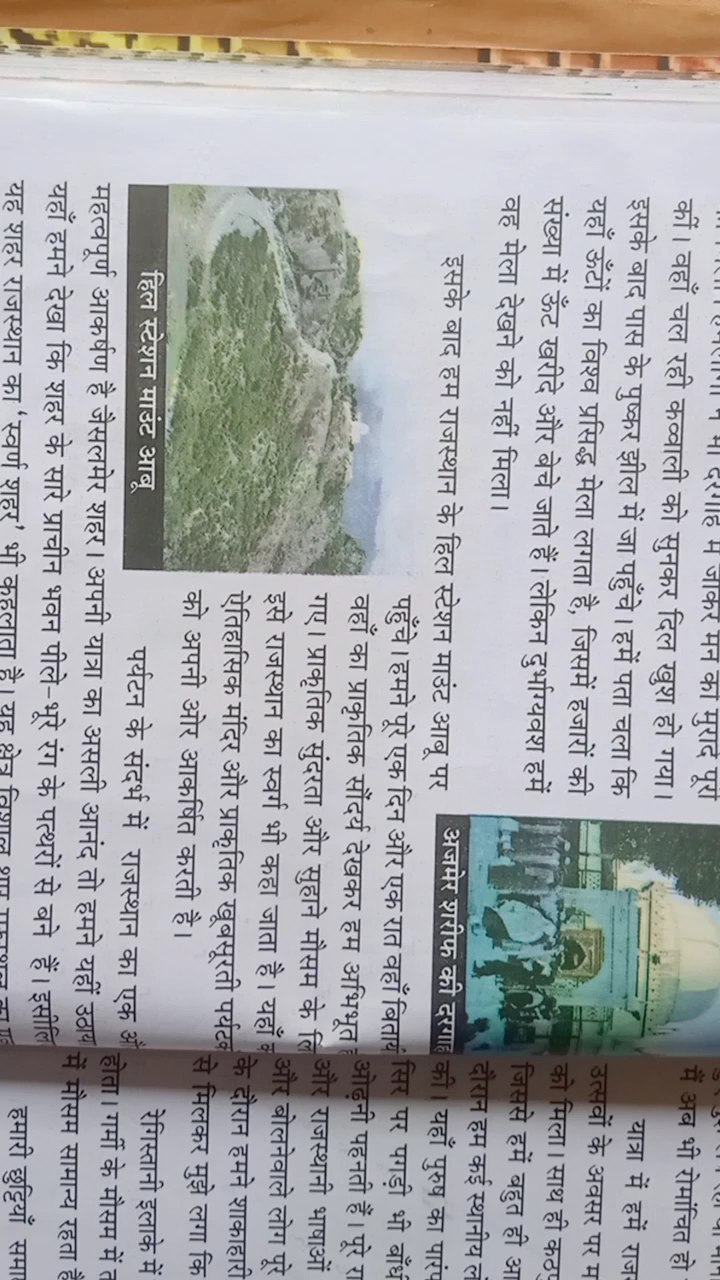 दरगाह में जाकर मन की मुराद पूरी
की। वहाँ चल रही कव्वाली को सुनकर दिल खुश हो गया।
इसके बाद पास के पुष्कर झील में जा पहुँचे। हमें पता चला कि
यहाँ ऊँटों का विश्व प्रसिद्ध मेला लगता है, जिसमें हजारों की
संख्या में ऊँट खरीदे और बेचे जाते हैं। लेकिन दुर्भाग्यवश हमें
वह मेला देखने को नहीं मिला।
अजमेर शरीफ की दरगाह
इसके बाद हम राजस्थान के हिल स्टेशन माउंट आबू पर
पहुँचे। हमने पूरे एक दिन और एक रात वहाँ
वहाँ का प्राकृतिक सौंदर्य देखकर हम अभिभूत
गए। प्राकृतिक सुंदरता और सुहाने मौसम के
इसे राजस्थान का स्वर्ग भी कहा जाता है। यहाँ
ऐतिहासिक मंदिर और प्राकृतिक खूबसूरती
को अपनी ओर आकर्षित करती है।
हिल स्टेशन माउंट आबू
पर्यटन के संदर्भ में राजस्थान का एक
महत्वपूर्ण आकर्षण है जैसलमेर शहर। अपनी यात्रा का असली आनंद तो हमने यहीं
यहाँ हमने देखा कि शहर के सारे प्राचीन भवन पीले-भूरे रंग के पत्थरों से बने हैं।
यह शहर राजस्थान का 'स्वर्ण शहर' भी कहलाता है। यह क्षेत्र विशाल थार
में अब भी रोमांचित हो
यात्रा में हमें
उत्सवों के अवसर पर
को मिला। साथ ही
जिससे हमें बहुत ही
दौरान हम कई स्थानीय
की। यहाँ पुरुष का
सिर पर पगड़ी भी
ओढ़नी पहनती हैं। पूरे
और राजस्थानी भाषाओं
और बोलनेवाले लोग पूरे
के दौरान हमने शाकाहारी
से मिलकर मुझे लगा कि
रेगिस्तानी इलाके में
होता। गर्मी के मौसम में
में मौसम सामान्य रहता
हमारी छुट्टियाँ